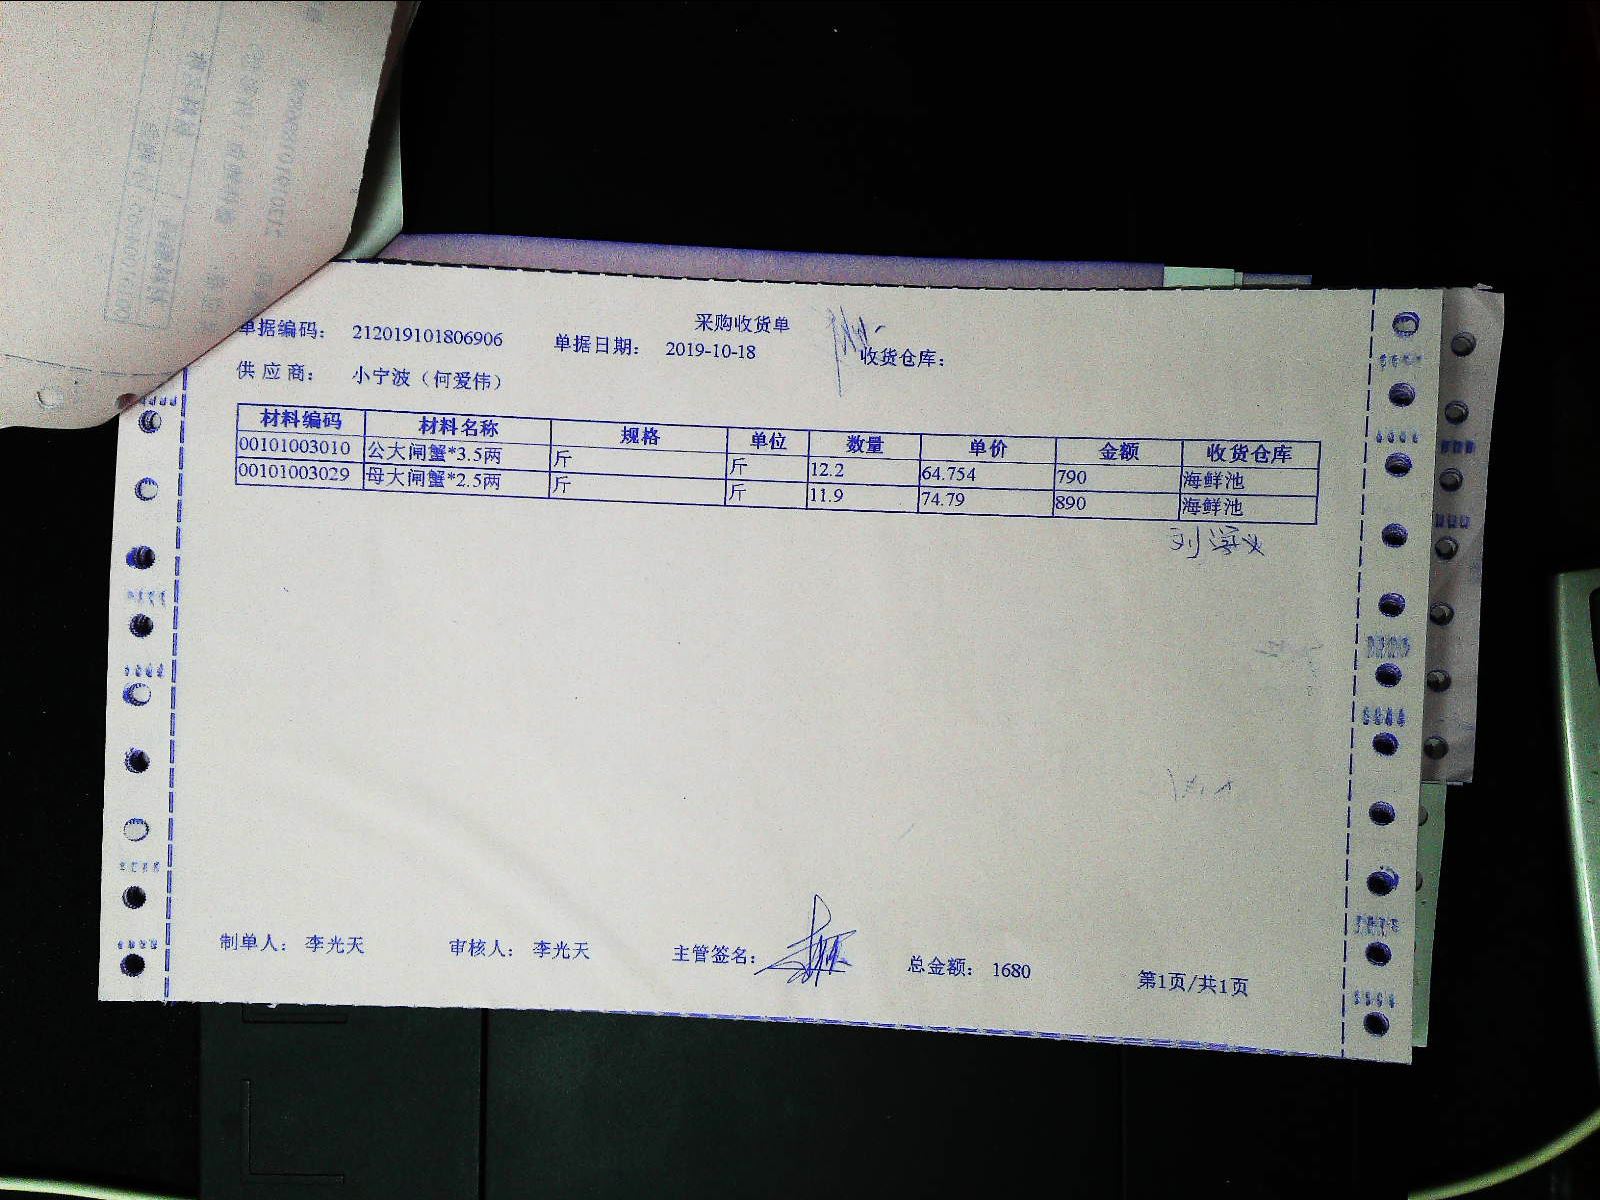 采购收货单
单据编码： 212019101806906 单据日期： 2019-10-18 收货仓库：
供应商： 小宁波（何爱伟）
材料编码 材料名称 规格 单位 数量 单价 金额 收货仓库
00101003010 公大闸蟹*3.5两 斤 斤 12.2 64.754 790 海鲜池
00101003029 母大闸蟹*2.5两 斤 斤 11.9 74.79 890 海鲜池
制单人： 李光天 审核人： 李光天 主管签名： 总金额： 1680 第1页/共1页